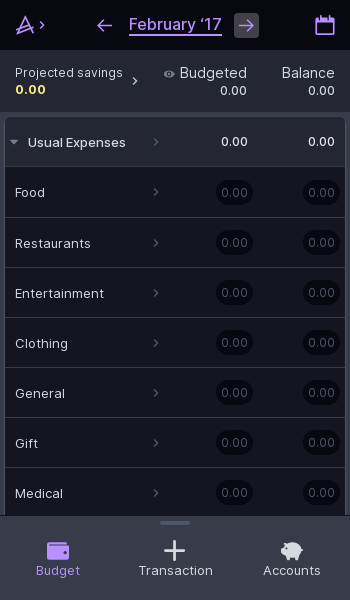 February ‘17
Projected savings
0.00
Budgeted
0.00
Balance
0.00
Usual Expenses 0.00 0.00
Food 0.00 0.00
Restaurants 0.00 0.00
Entertainment 0.00 0.00
Clothing 0.00 0.00
General 0.00 0.00
Gift 0.00 0.00
Medical 0.00 0.00
Budget
Transaction
Accounts